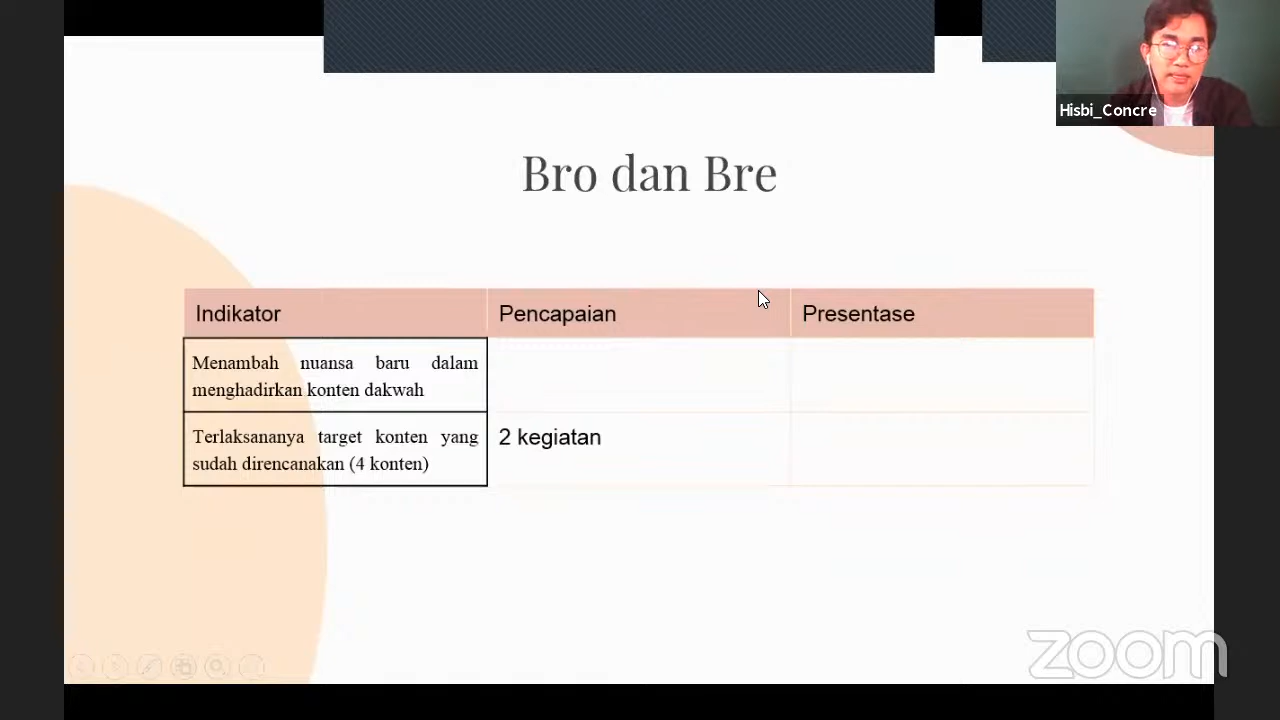 Hisbi_Concre
Bro dan Bre
Indikator Pencapaian Presentase
Menambah nuansa baru dalam
menghadirkan konten dakwah
Terlaksananya target konten yang
sudah direncanakan (4 konten)
2 kegiatan
zoom